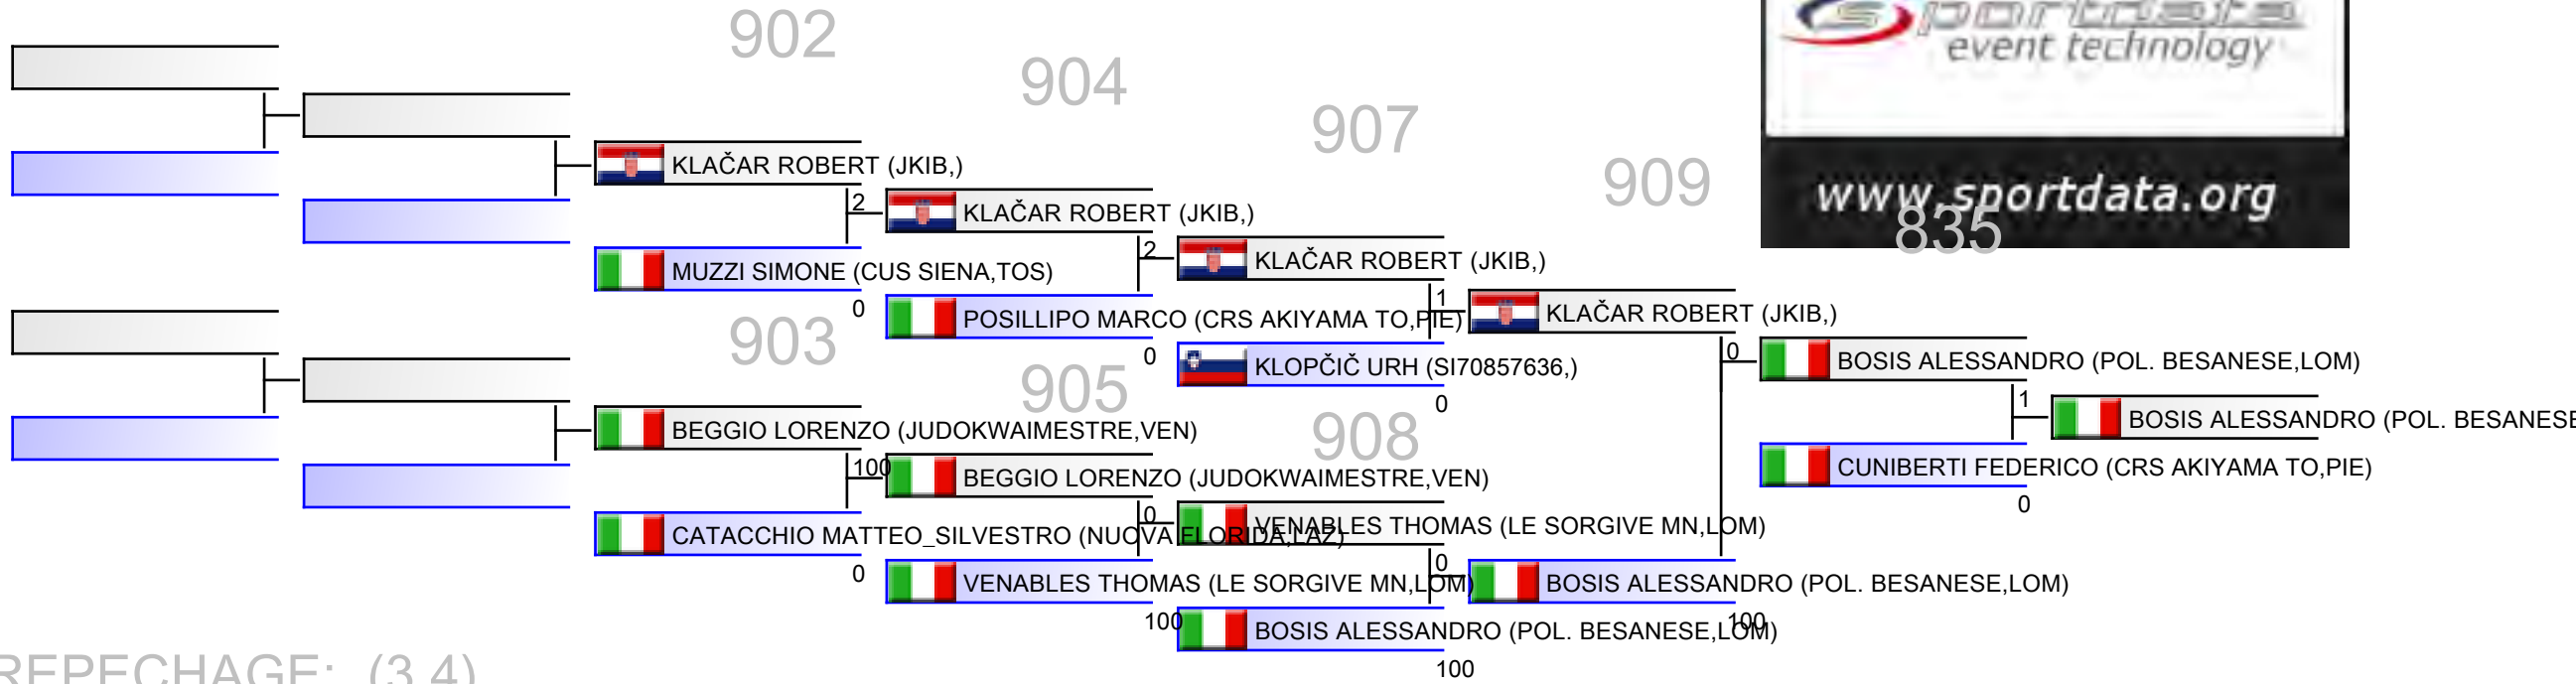 902
904
907
909
sportdata
event technology
www.sportdata.org
835
KLAČAR ROBERT (JKIB,)
2
KLAČAR ROBERT (JKIB,)
2
KLAČAR ROBERT (JKIB,)
1
KLAČAR ROBERT (JKIB,)
MUZZI SIMONE (CUS SIENA,TOS)
0
POSILLIPO MARCO (CRS AKIYAMA TO,PIE)
0
KLOPČIČ URH (SI70857636,)
0
903
905
908
0
BOSIS ALESSANDRO (POL. BESANESE,LOM)
1
BOSIS ALESSANDRO (POL. BESANESE
CUNIBERTI FEDERICO (CRS AKIYAMA TO,PIE)
0
BEGGIO LORENZO (JUDOKWAIMESTRE,VEN)
100
BEGGIO LORENZO (JUDOKWAIMESTRE,VEN)
0
VENABLES THOMAS (LE SORGIVE MN,LOM)
CATACCHIO MATTEO_SILVESTRO (NUOVA FLORIDA,LAZ)
0
VENABLES THOMAS (LE SORGIVE MN,LOM)
100
0
BOSIS ALESSANDRO (POL. BESANESE,LOM)
100
BOSIS ALESSANDRO (POL. BESANESE,LOM)
100
REPECHAGE: (3,4)